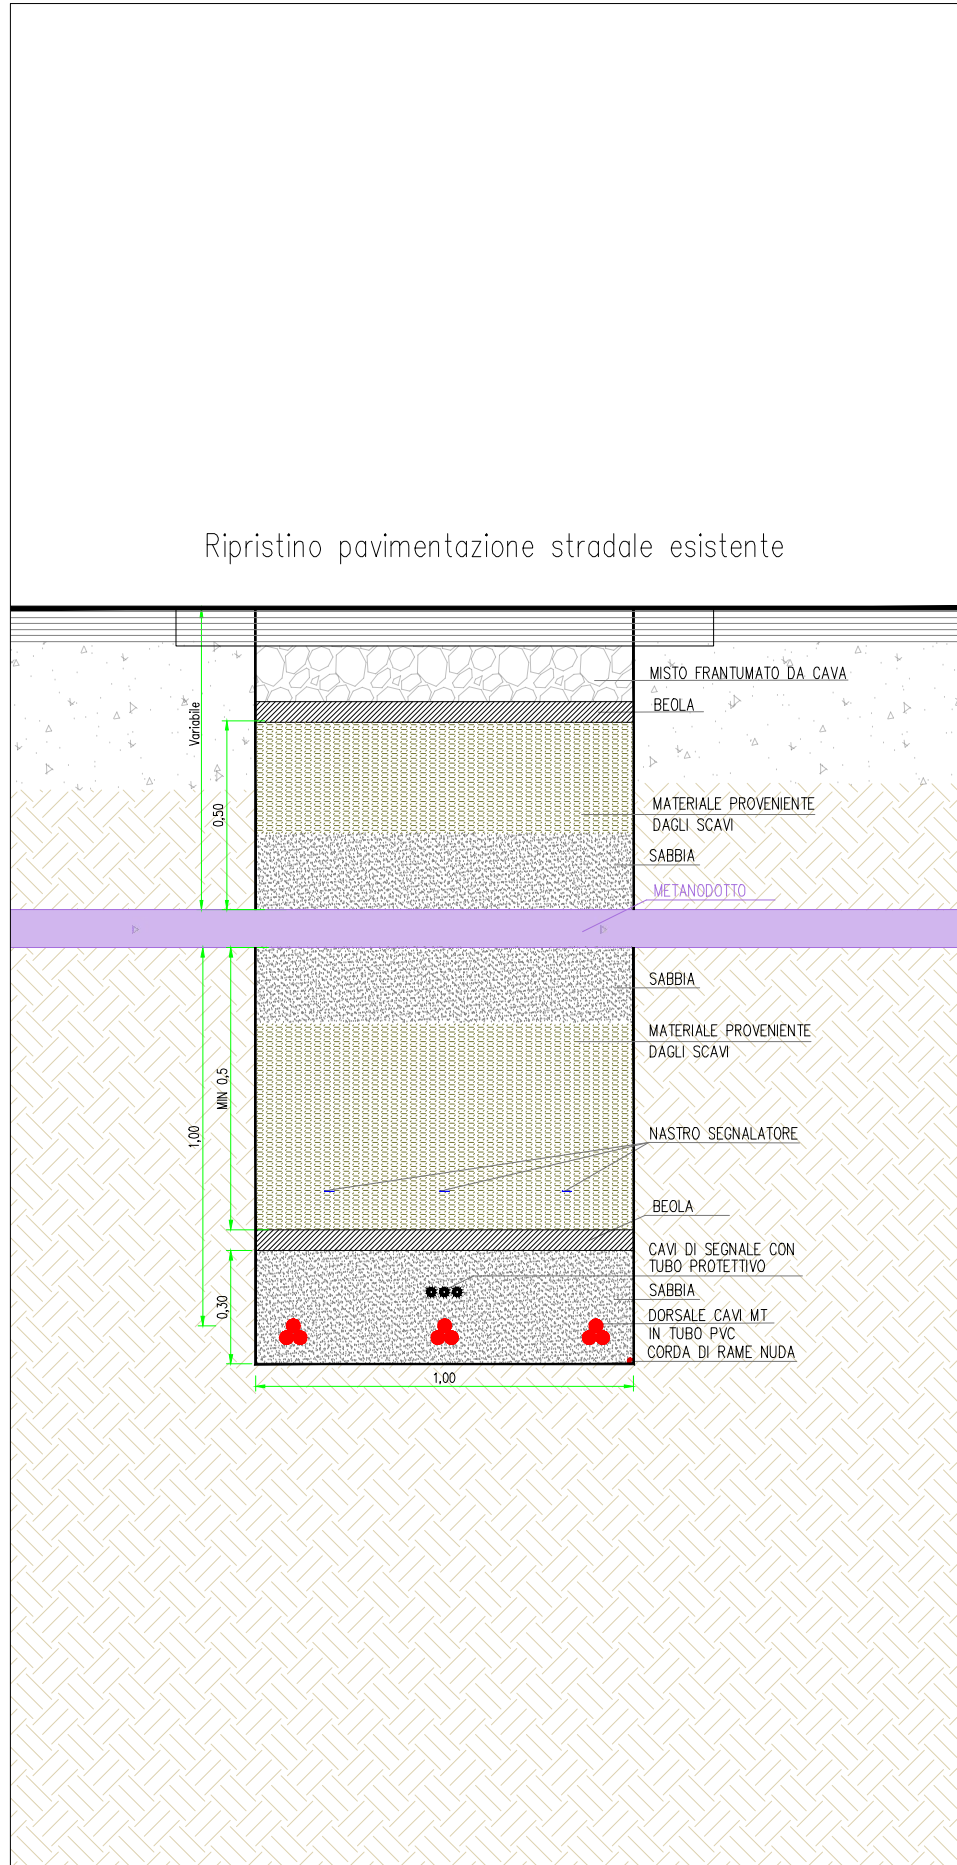 Ripristino pavimentazione stradale esistente
MISTO FRANTUMATO DA CAVA
BEOLA
Variabile
0,50
MATERIALE PROVENIENTE
DAGLI SCAVI
SABBIA
METANODOTTO
SABBIA
MATERIALE PROVENIENTE
DAGLI SCAVI
MIN 0,5
1,00
NASTRO SEGNALATORE
BEOLA
CAVI DI SEGNALE CON
TUBO PROTETTIVO
SABBIA
0,30
DORSALE CAVI MT
IN TUBO PVC
CORDA DI RAME NUDA
1,00